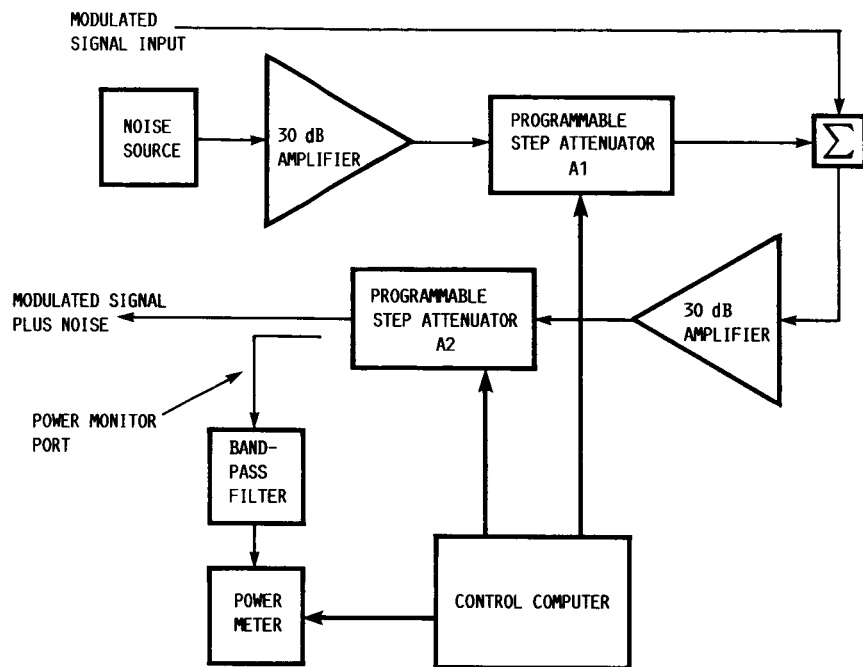 MODULATED
SIGNAL INPUT
NOISE
SOURCE
30 dB
AMPLIFIER
PROGRAMMABLE
STEP ATTENUATOR
A1
Σ
MODULATED SIGNAL
PLUS NOISE
PROGRAMMABLE
STEP ATTENUATOR
A2
30 dB
AMPLIFIER
POWER MONITOR
PORT
BAND-
PASS
FILTER
POWER
METER
CONTROL COMPUTER